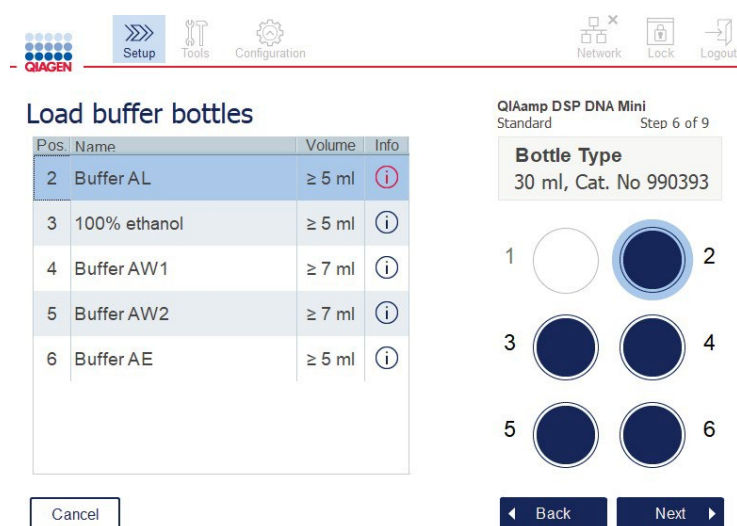 QIAGEN
Setup
Tools
Configuration
Network
Lock
Logout
Load buffer bottles
Pos. Name Volume Info
2 Buffer AL ≥ 5 ml i
3 100% ethanol ≥ 5 ml i
4 Buffer AW1 ≥ 7 ml i
5 Buffer AW2 ≥ 7 ml i
6 Buffer AE ≥ 5 ml i
Cancel
QIAamp DSP DNA Mini
Standard Step 6 of 9
Bottle Type
30 ml, Cat. No 990393
1 2
3 4
5 6
Back
Next